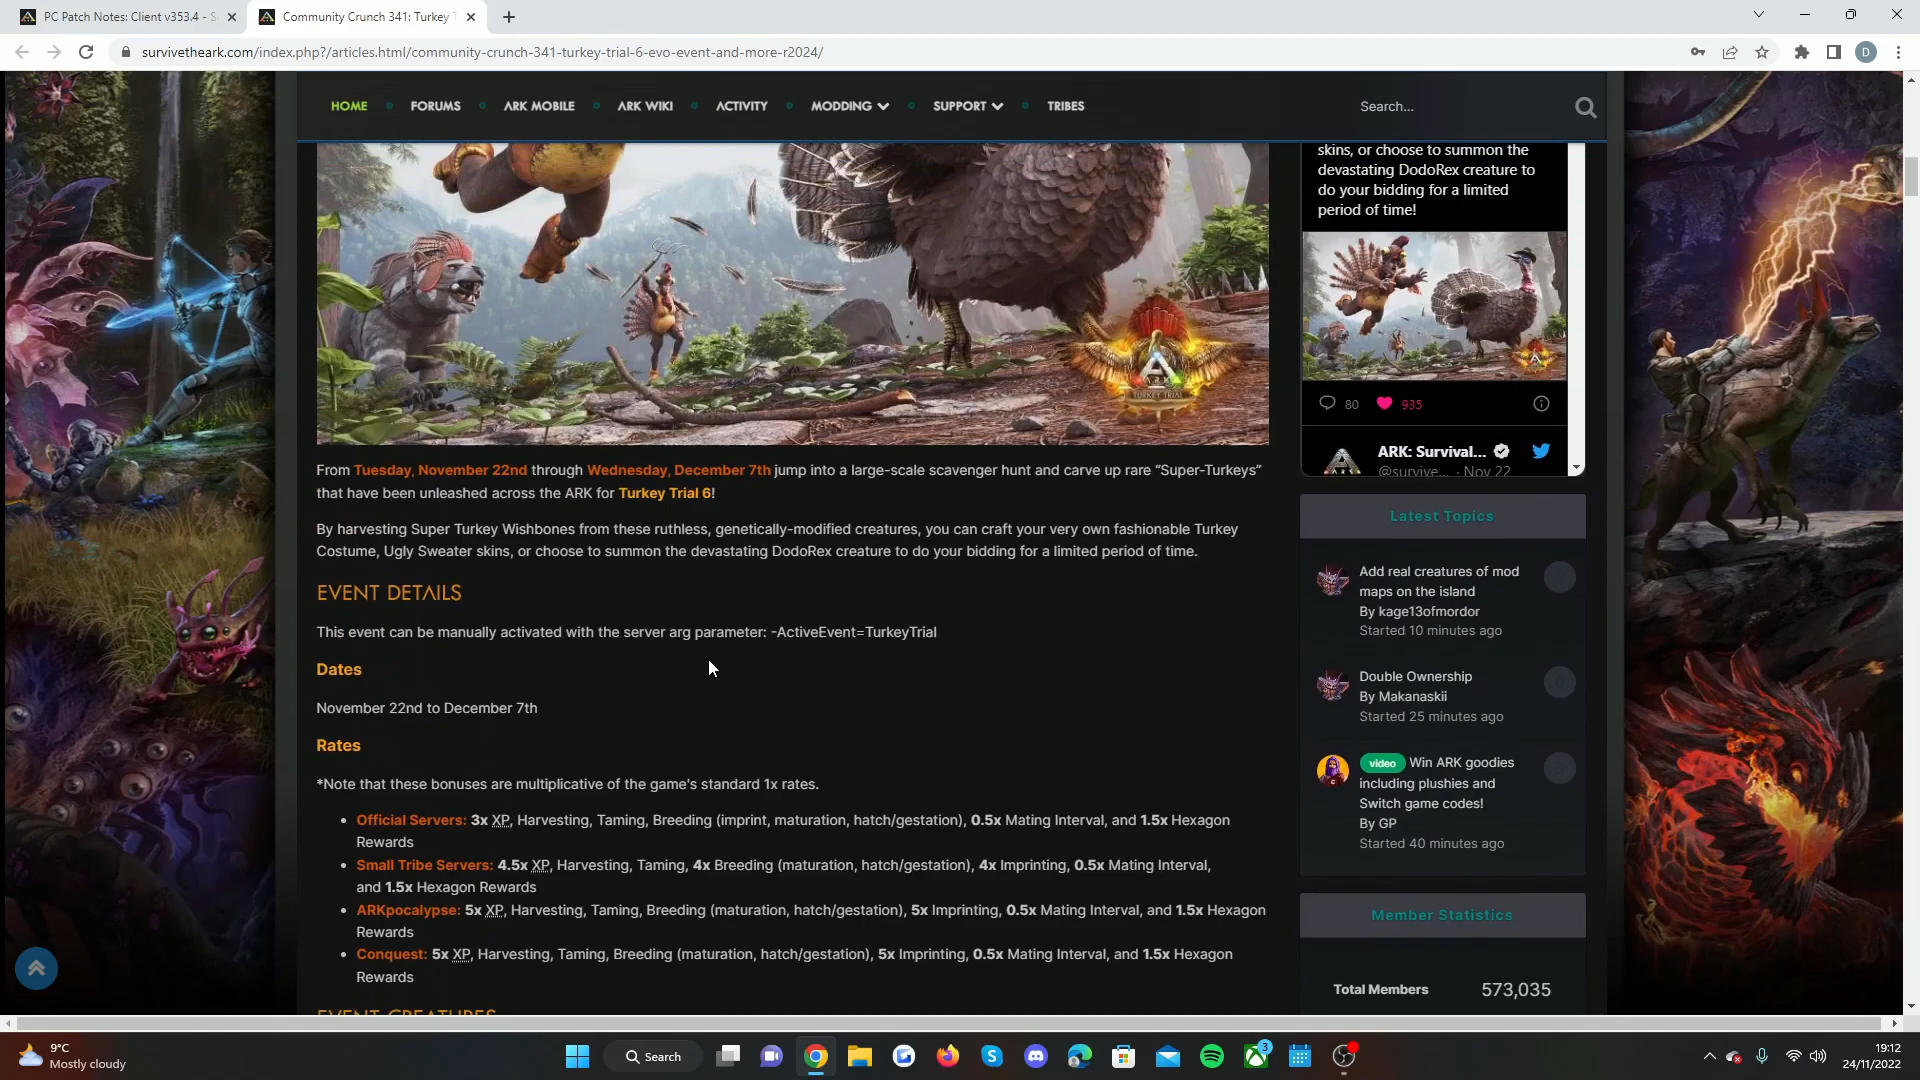 PC Patch Notes: Client v353.4 - S
Community Crunch 341: Turkey T
survivetheark.com/index.php?/articles.html/community-crunch-341-turkey-trial-6-evo-event-and-more-r2024/
D
HOME
FORUMS
ARK MOBILE
ARK WIKI
ACTIVITY
MODDING
SUPPORT
TRIBES
Search...
TURKEY TRIAL
From Tuesday, November 22nd through Wednesday, December 7th jump into a large-scale scavenger hunt and carve up rare “Super-Turkeys”
that have been unleashed across the ARK for Turkey Trial 6!
By harvesting Super Turkey Wishbones from these ruthless, genetically-modified creatures, you can craft your very own fashionable Turkey
Costume, Ugly Sweater skins, or choose to summon the devastating DodoRex creature to do your bidding for a limited period of time.
EVENT DETAILS
This event can be manually activated with the server arg parameter: -ActiveEvent=TurkeyTrial
Dates
November 22nd to December 7th
Rates
*Note that these bonuses are multiplicative of the game's standard 1x rates.
Official Servers: 3x XP, Harvesting, Taming, Breeding (imprint, maturation, hatch/gestation), 0.5x Mating Interval, and 1.5x Hexagon
Rewards
Small Tribe Servers: 4.5x XP, Harvesting, Taming, 4x Breeding (maturation, hatch/gestation), 4x Imprinting, 0.5x Mating Interval,
and 1.5x Hexagon Rewards
ARKpocalypse: 5x XP, Harvesting, Taming, Breeding (maturation, hatch/gestation), 5x Imprinting, 0.5x Mating Interval, and 1.5x Hexagon
Rewards
Conquest: 5x XP, Harvesting, Taming, Breeding (maturation, hatch/gestation), 5x Imprinting, 0.5x Mating Interval, and 1.5x Hexagon
Rewards
EVENT CREATURES
skins, or choose to summon the
devastating DodoRex creature to
do your bidding for a limited
period of time!
80
935
ARK: Survival...
@survive... · Nov 22
Latest Topics
Add real creatures of mod
maps on the island
By kage13ofmordor
Started 10 minutes ago
Double Ownership
By Makanaskii
Started 25 minutes ago
video Win ARK goodies
including plushies and
Switch game codes!
By GP
Started 40 minutes ago
Member Statistics
Total Members 573,035
9°C
Mostly cloudy
Search
3
19:12
24/11/2022